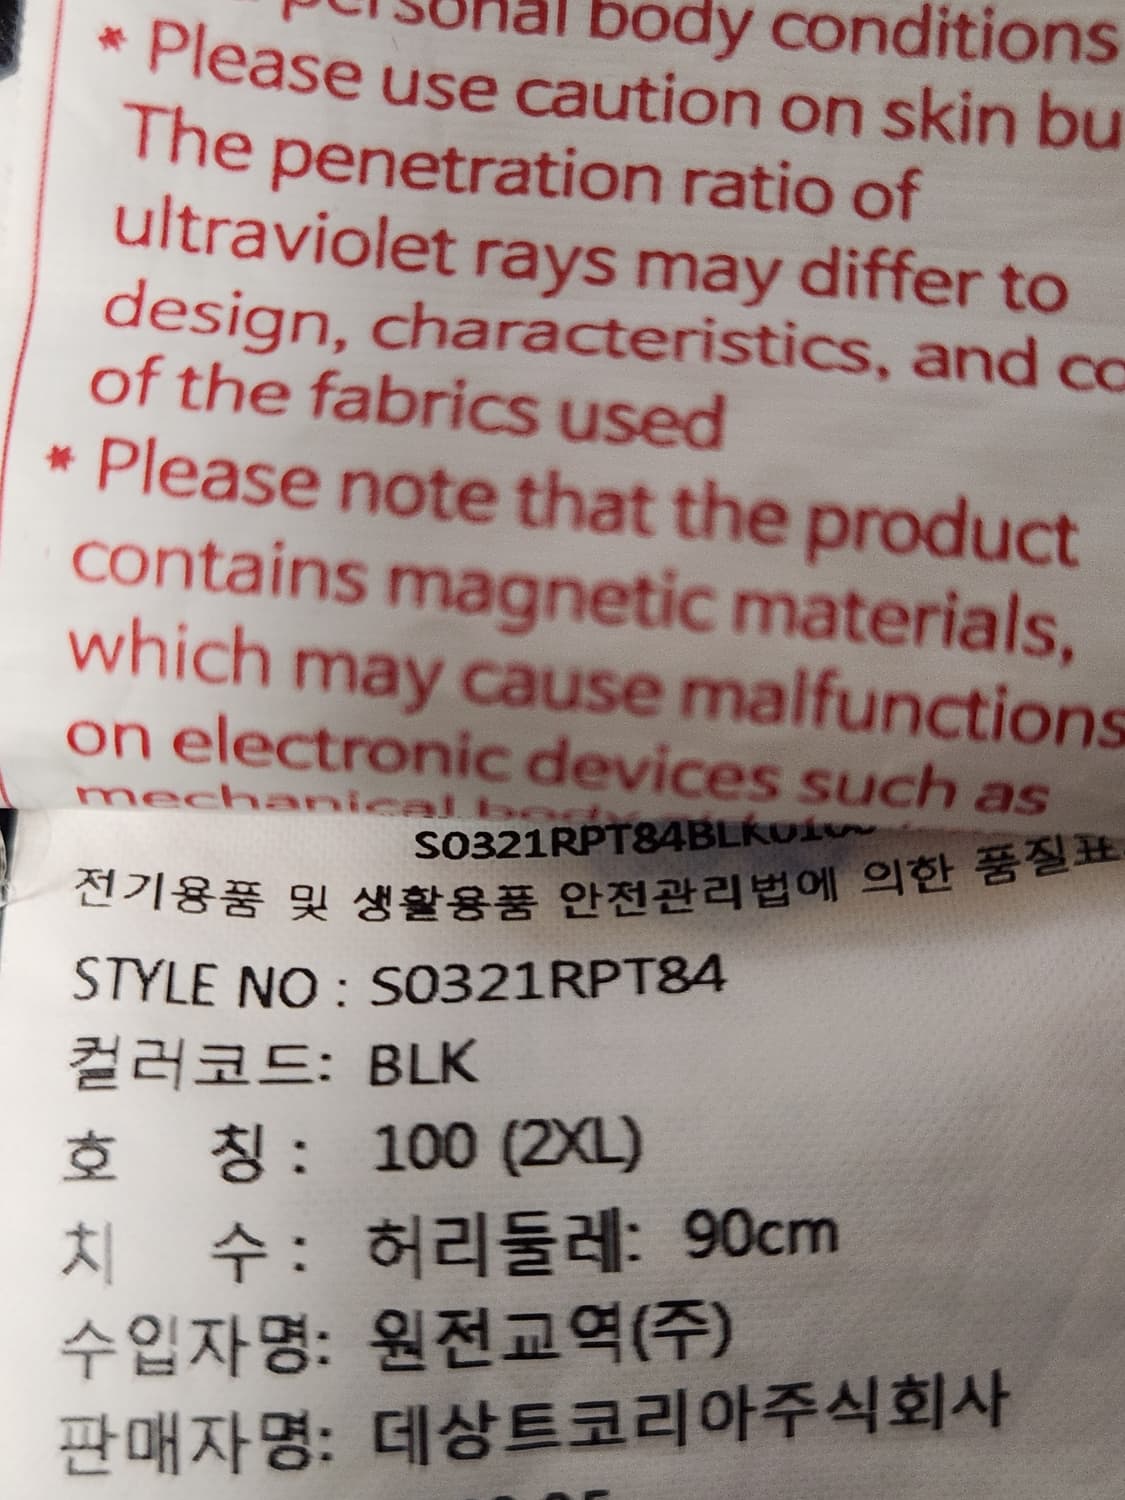 personal body conditions
* Please use caution on skin
The penetration ratio of
ultraviolet rays may differ to
design, characteristics, and
of the fabrics used
* Please note that the product
contains magnetic materials,
which may cause malfunctions
on electronic devices such as
mechanical body
S0321RPT84BLK0100
전기용품 및 생활용품 안전관리법에 의한 품질표
STYLE NO : S0321RPT84
컬러코드: BLK
호 칭 : 100 (2XL)
치 수 : 허리둘레: 90cm
수입자명: 원전교역(주)
판매자명: 데상트코리아주식회사